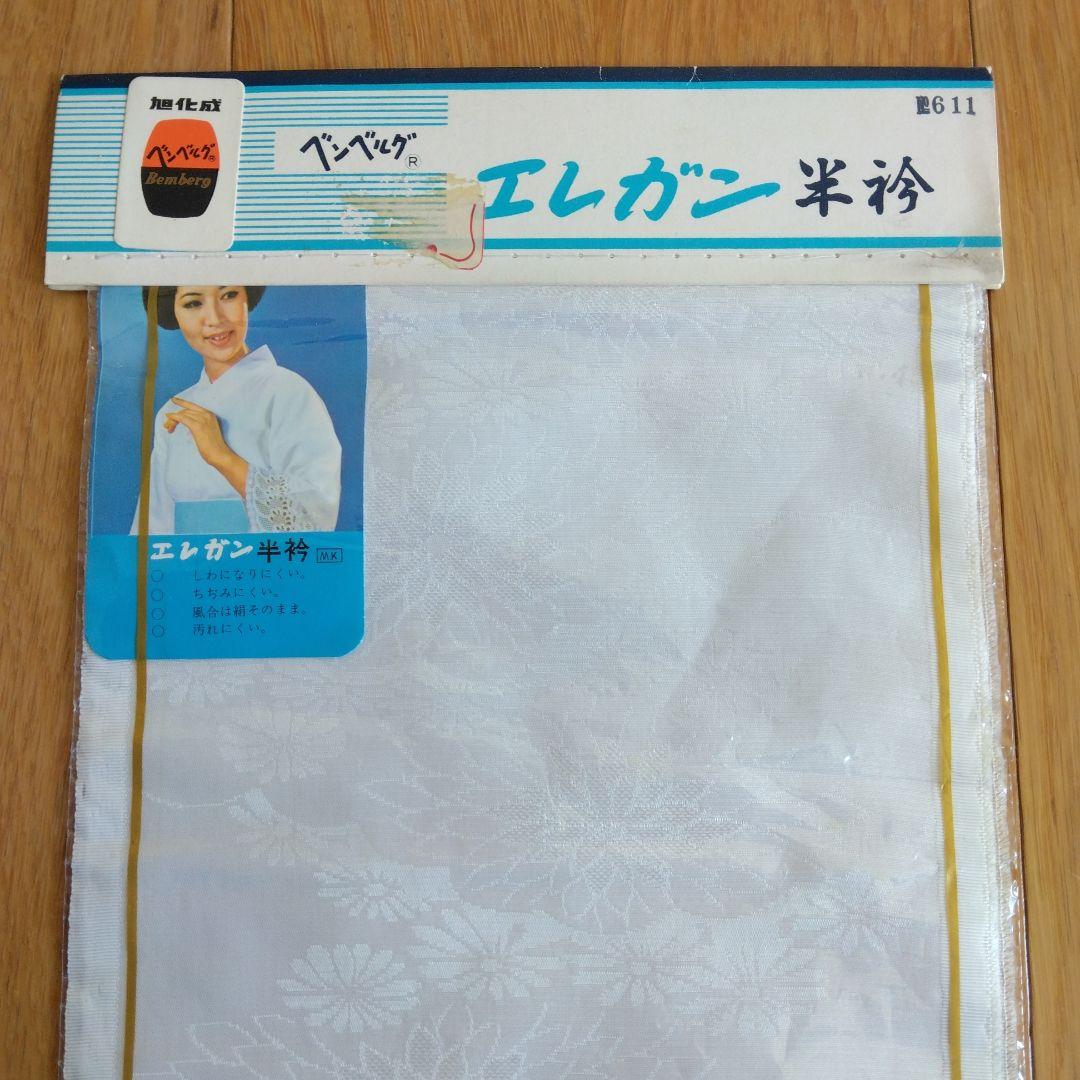 旭化成
ベンベルグ®
Bemberg
ベンベルグ®
エレガン半衿
№611
エレガン半衿 M.K
○ しわになりにくい。
○ ちぢみにくい。
○ 風合は絹そのまま。
○ 汚れにくい。